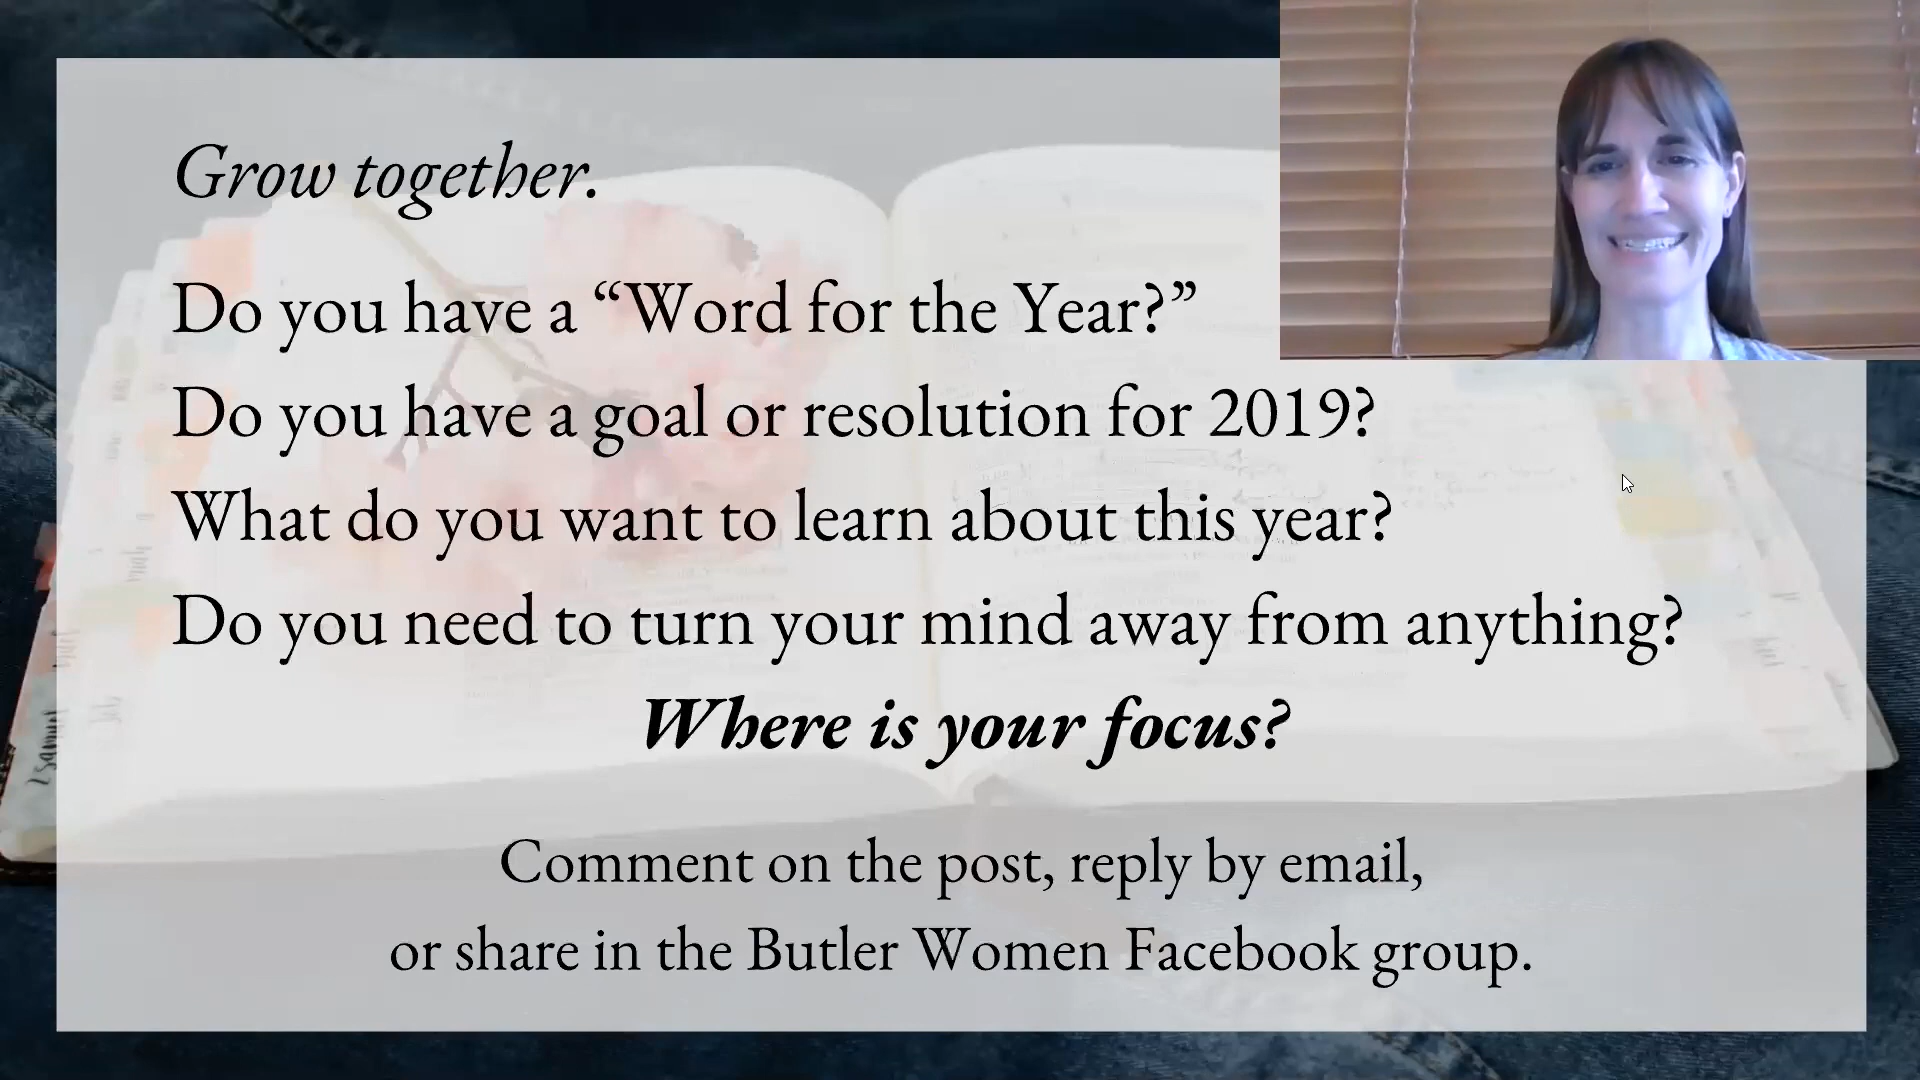 Grow together.
Do you have a “Word for the Year?”
Do you have a goal or resolution for 2019?
What do you want to learn about this year?
Do you need to turn your mind away from anything?
Where is your focus?
Comment on the post, reply by email,
or share in the Butler Women Facebook group.